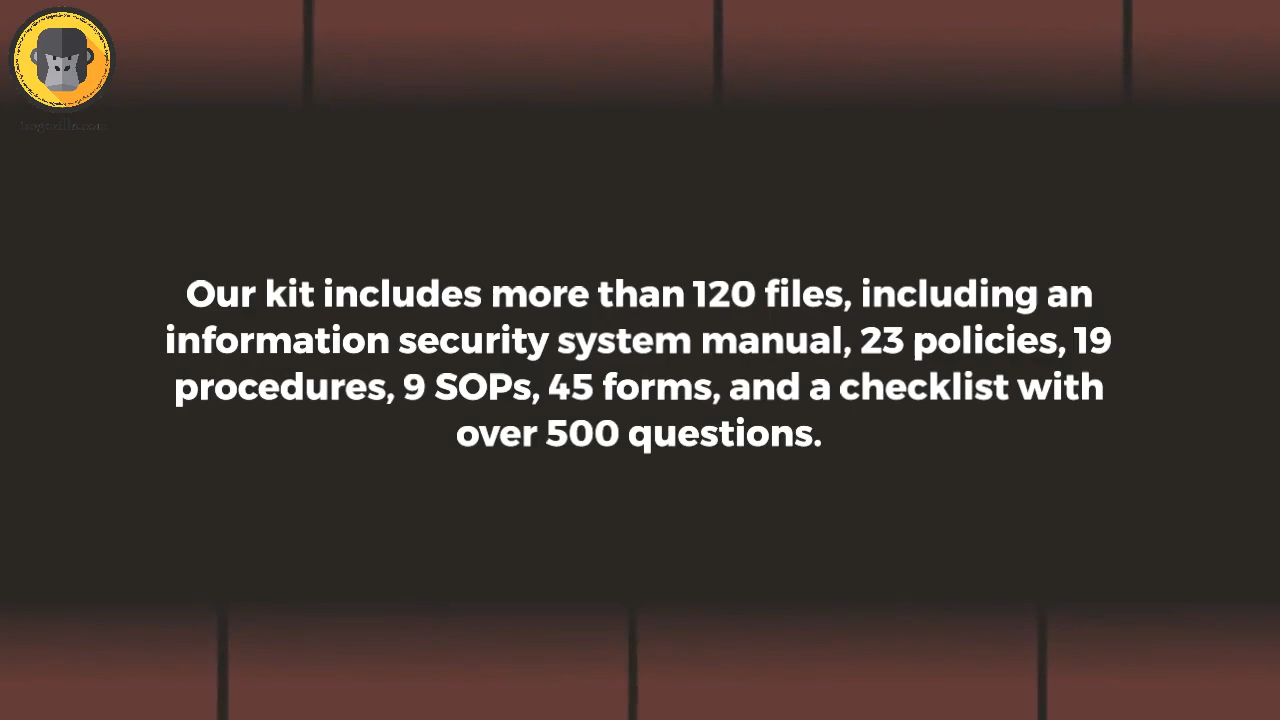 Our kit includes more than 120 files, including an
information security system manual, 23 policies, 19
procedures, 9 SOPs, 45 forms, and a checklist with
over 500 questions.